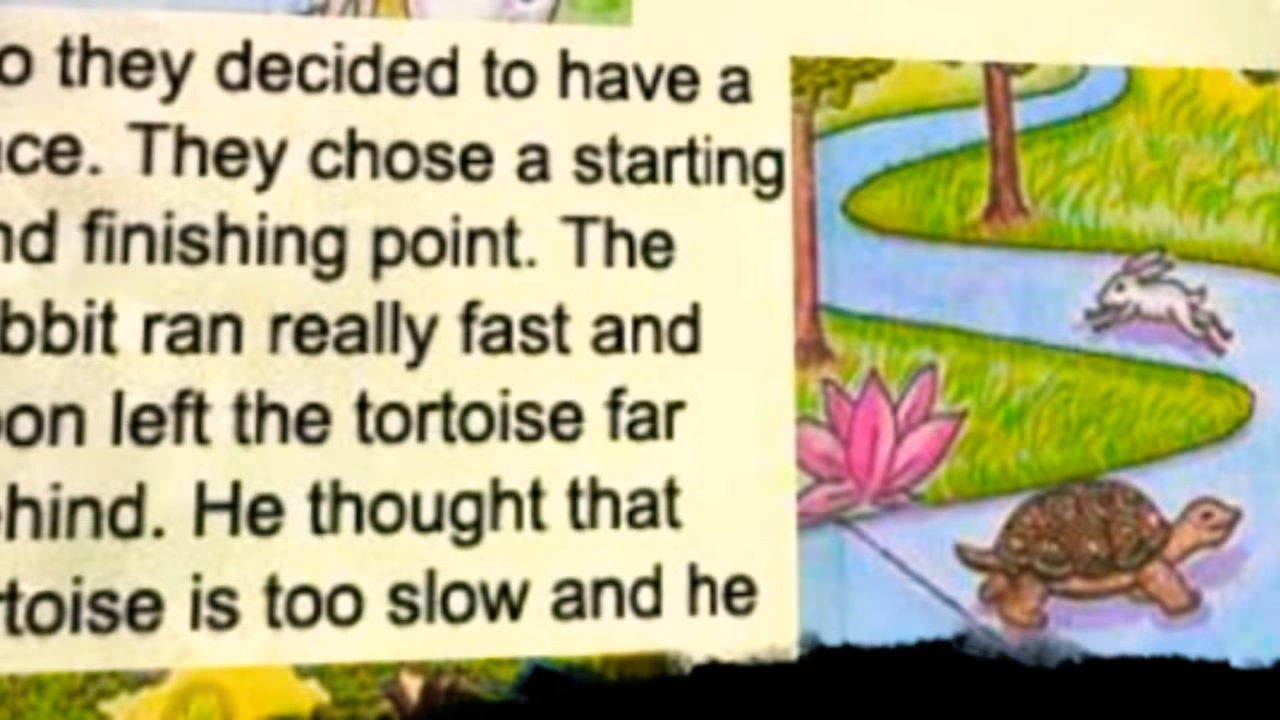 o they decided to have a
ce. They chose a starting
nd finishing point. The
bbit ran really fast and
on left the tortoise far
hind. He thought that
toise is too slow and he